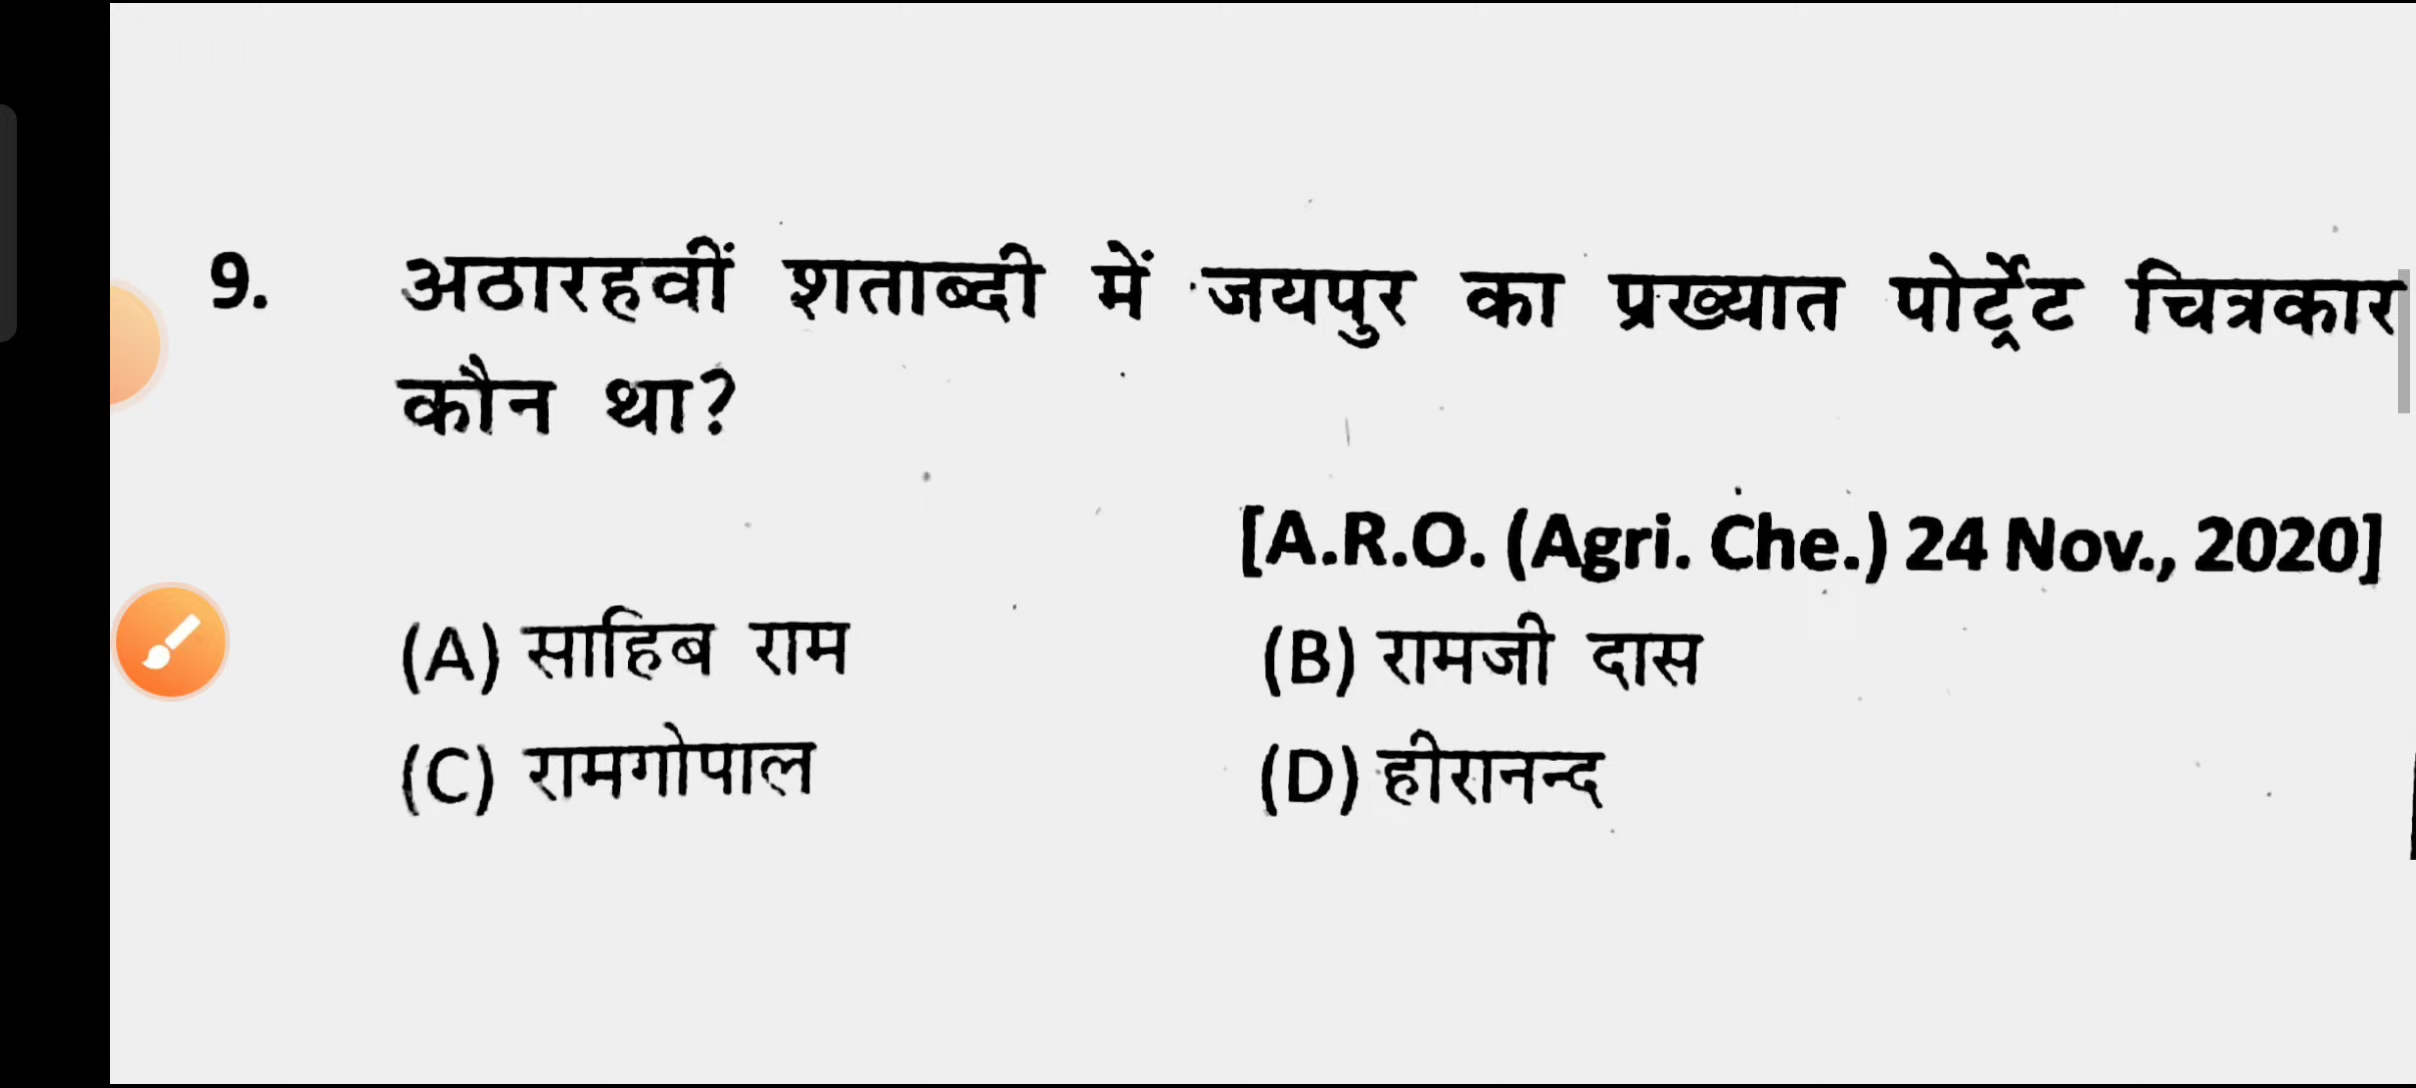 9. अठारहवीं शताब्दी में जयपुर का प्रख्यात पोर्ट्रेट चित्रकार
कौन था?
[A.R.O. (Agri. Che.) 24 Nov., 2020]
(A) साहिब राम (B) रामजी दास
(C) रामगोपाल (D) हीरानन्द